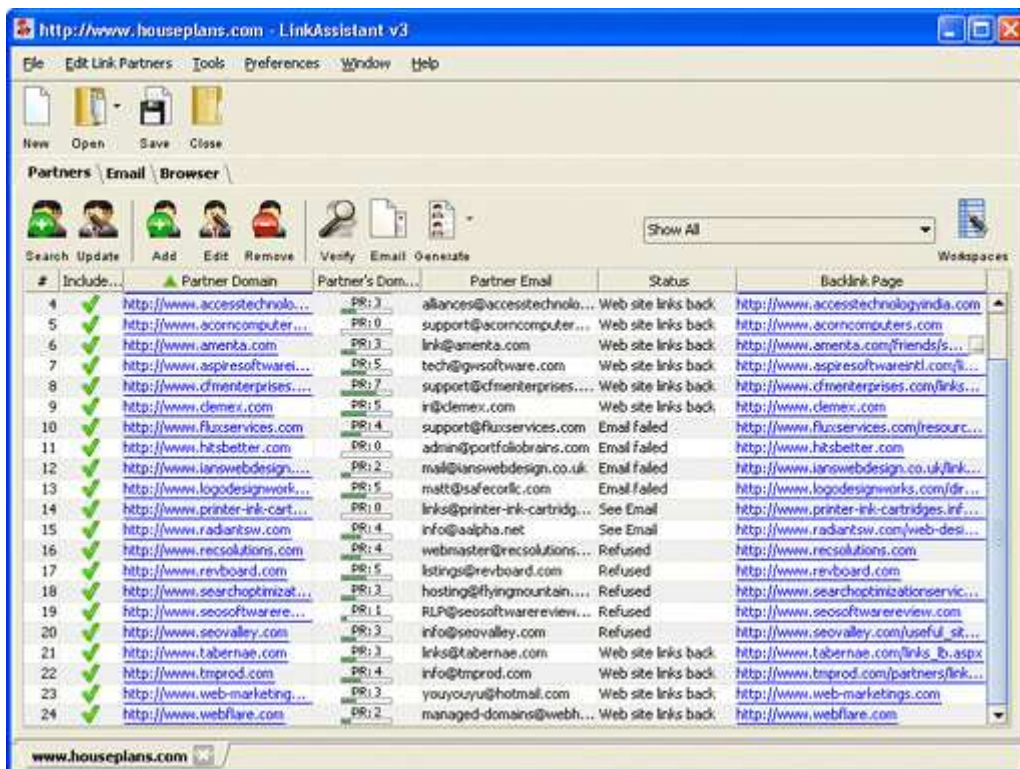 http://www.houseplans.com - LinkAssistant v3
File Edit Link Partners Tools Preferences Window Help
New Open Save Close
Partners Email Browser
Show All
Search Update Add Edit Remove Verify Email Generate Workspaces
# Include... Partner Domain Partner's Dom... Partner Email Status Backlink Page
4 http://www.accesstechnolo... PR: 3 alliances@accesstechnolo... Web site links back http://www.accesstechnologyindia.com
5 http://www.acorncomputer... PR: 0 support@acorncomputer... Web site links back http://www.acorncomputers.com
6 http://www.amenta.com PR: 3 link@amenta.com Web site links back http://www.amenta.com/friends/s...
7 http://www.aspiresoftwarei... PR: 5 tech@gwsoftware.com Web site links back http://www.aspiresoftwareintl.com/li...
8 http://www.cfmenterprises.... PR: 7 support@cfmenterprises.... Web site links back http://www.cfmenterprises.com/links...
9 http://www.clemex.com PR: 5 ir@clemex.com Web site links back http://www.clemex.com
10 http://www.fluxservices.com PR: 4 support@fluxservices.com Email failed http://www.fluxservices.com/resourc...
11 http://www.hitsbetter.com PR: 0 admin@portfoliobrains.com Email failed http://www.hitsbetter.com
12 http://www.ianswebdesign.... PR: 2 mail@ianswebdesign.co.uk Email failed http://www.ianswebdesign.co.uk/link...
13 http://www.logodesignwork... PR: 5 matt@safecorllc.com Email failed http://www.logodesignworks.com/dir...
14 http://www.printer-ink-cart... PR: 0 links@printer-ink-cartridg... See Email http://www.printer-ink-cartridges.inf...
15 http://www.radiantsw.com PR: 4 info@aalpha.net See Email http://www.radiantsw.com/web-desi...
16 http://www.recsolutions.com PR: 4 webmaster@recsolutions... Refused http://www.recsolutions.com
17 http://www.revboard.com PR: 5 listings@revboard.com Refused http://www.revboard.com
18 http://www.searchoptimizat... PR: 3 hosting@flyingmountain.... Refused http://www.searchoptimizationservic...
19 http://www.seosoftwarere... PR: 1 RLP@seosoftwarereview... Refused http://www.seosoftwarereview.com
20 http://www.seovalley.com PR: 3 info@seovalley.com Refused http://www.seovalley.com/useful_sit...
21 http://www.tabernae.com PR: 3 links@tabernae.com Web site links back http://www.tabernae.com/links_lb.aspx
22 http://www.tmprod.com PR: 4 info@tmprod.com Web site links back http://www.tmprod.com/partners/link...
23 http://www.web-marketing... PR: 3 youyouyu@hotmail.com Web site links back http://www.web-marketings.com
24 http://www.webflare.com PR: 2 managed-domains@webh... Web site links back http://www.webflare.com
www.houseplans.com